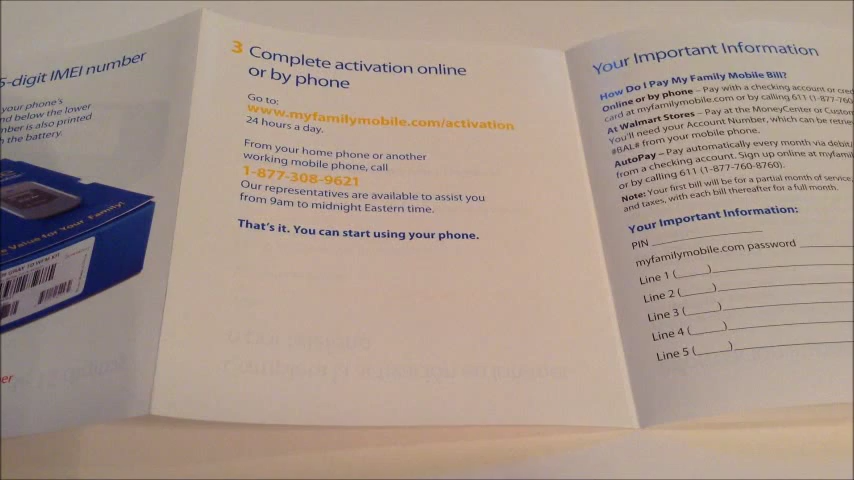 5-digit IMEI number
your phone's
nd below the lower
mber is also printed
the battery.
Value for Your Family!
3 Complete activation online
or by phone
Go to:
www.myfamilymobile.com/activation
24 hours a day.
From your home phone or another
working mobile phone, call
1-877-308-9621
Our representatives are available to assist you
from 9am to midnight Eastern time.
That's it. You can start using your phone.
Your Important Information
How Do I Pay My Family Mobile Bill?
Online or by phone – Pay with a checking account or cred
card at myfamilymobile.com or by calling 611 (1-877-760
At Walmart Stores – Pay at the MoneyCenter or Custom
You'll need your Account Number, which can be retrie
#BAL# from your mobile phone.
AutoPay – Pay automatically every month via debit/
from a checking account. Sign up online at myfami
or by calling 611 (1-877-760-8760).
Note: Your first bill will be for a partial month of service,
and taxes, with each bill thereafter for a full month.
Your Important Information:
PIN
myfamilymobile.com password
Line 1 ( )
Line 2 ( )
Line 3 ( )
Line 4 ( )
Line 5 ( )